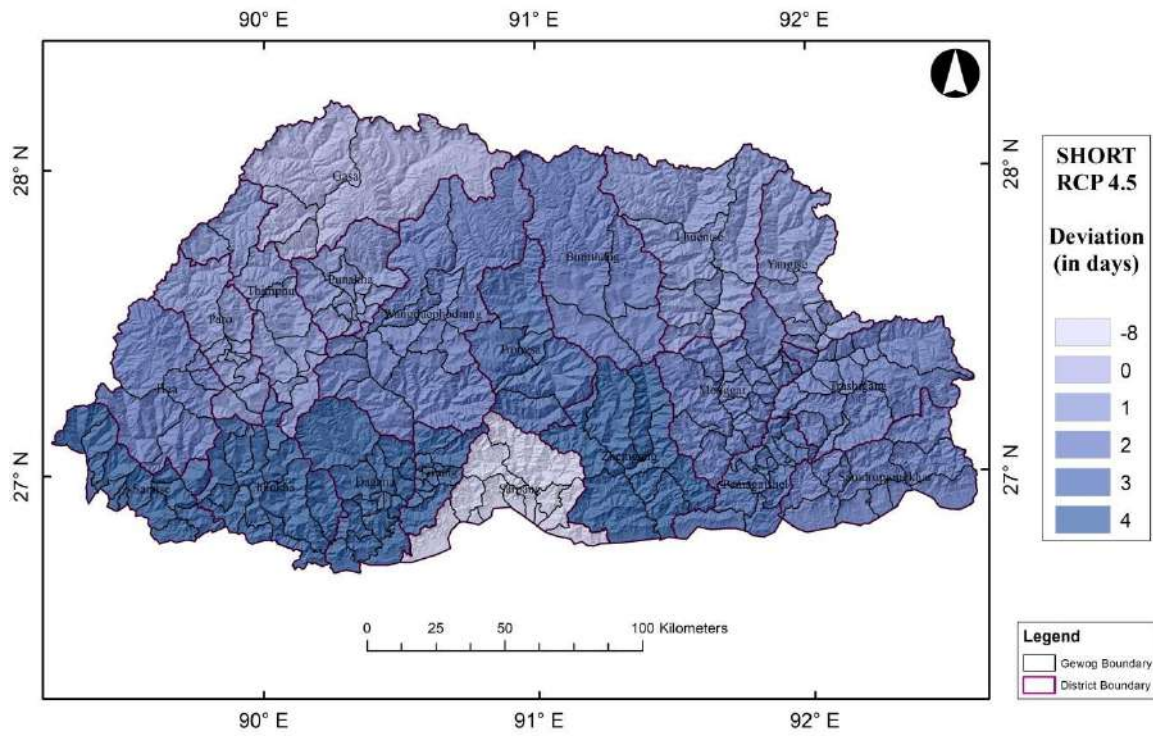 90° E 91° E 92° E
28° N
28° N
27° N
27° N
Gasa
Lhuentse
Bumthang
Yangtse
Punakha
Thimphu
Wangduephodrang
Paro
Trongsa
Haa
Monggar
Trashigang
Zhemgang
Tsirang
Samtse
Chukha
Dagana
Sarpang
Pemagatshel
Samdrupjongkhar
SHORT
RCP 4.5
Deviation
(in days)
-8
0
1
2
3
4
0 25 50 100 Kilometers
Legend
Gewog Boundary
District Boundary
90° E 91° E 92° E